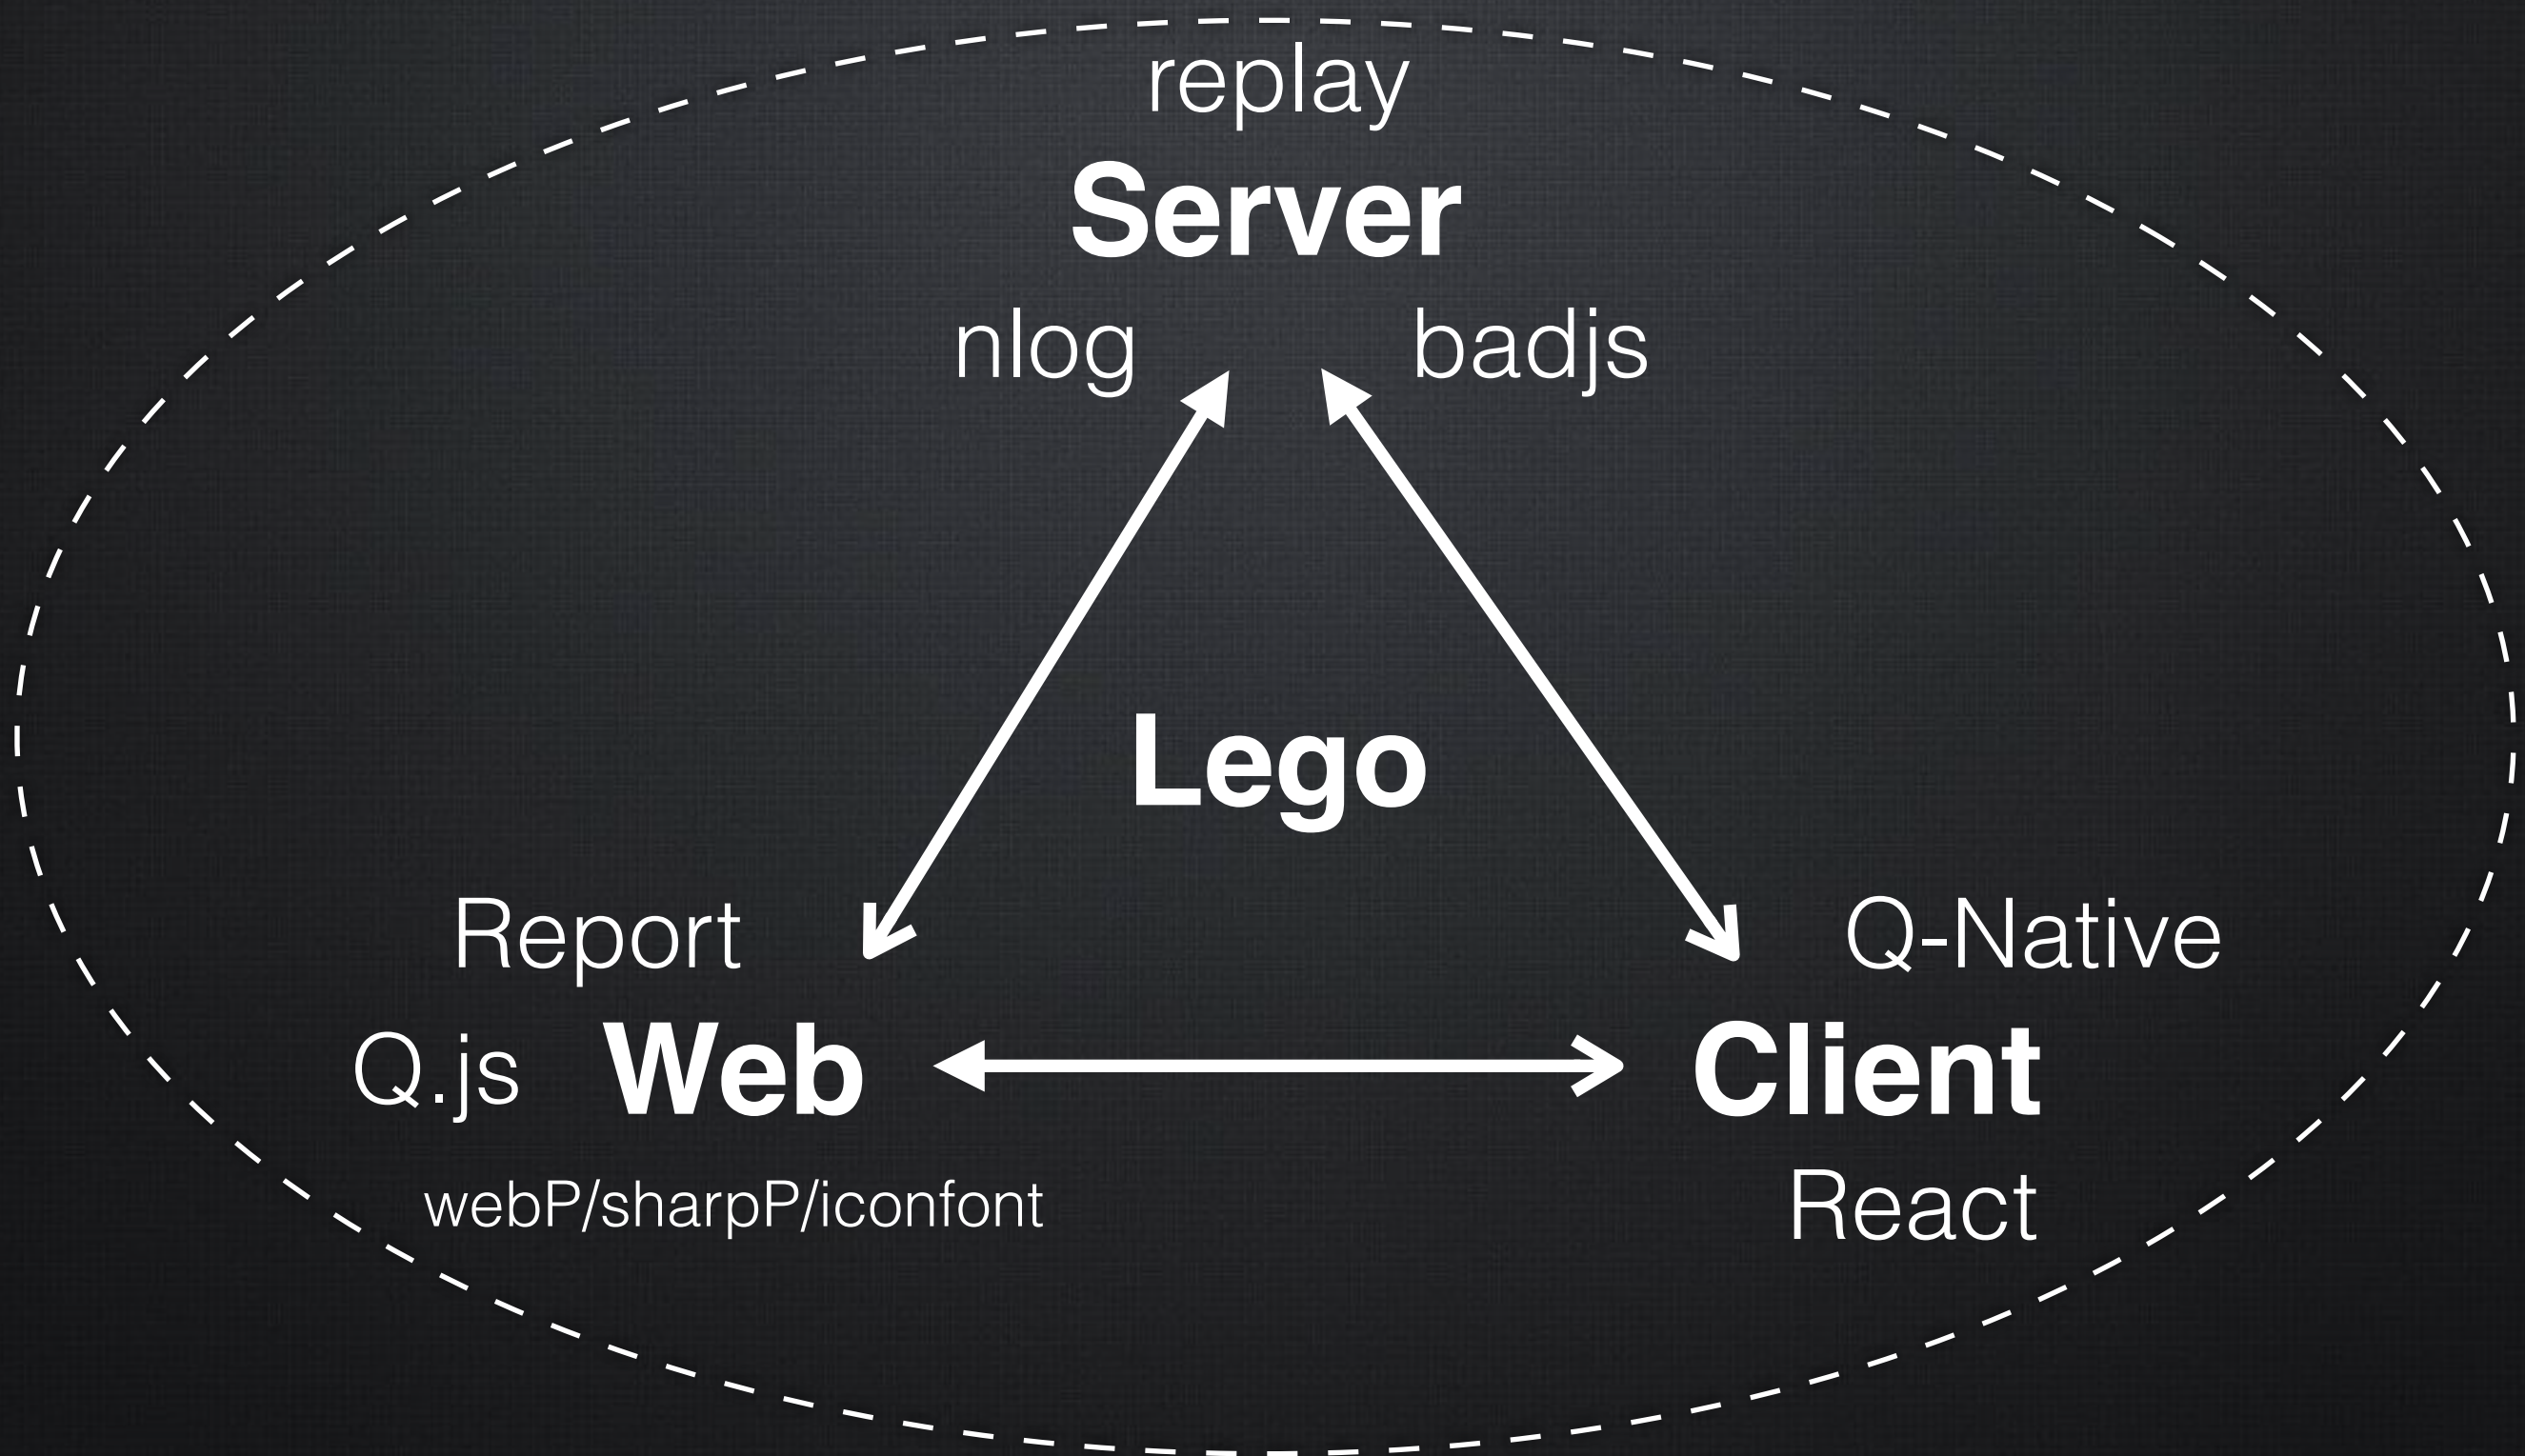 replay
Server
nlog badjs
Lego
Report Q-Native
Q.js Web Client
webP/sharpP/iconfont React